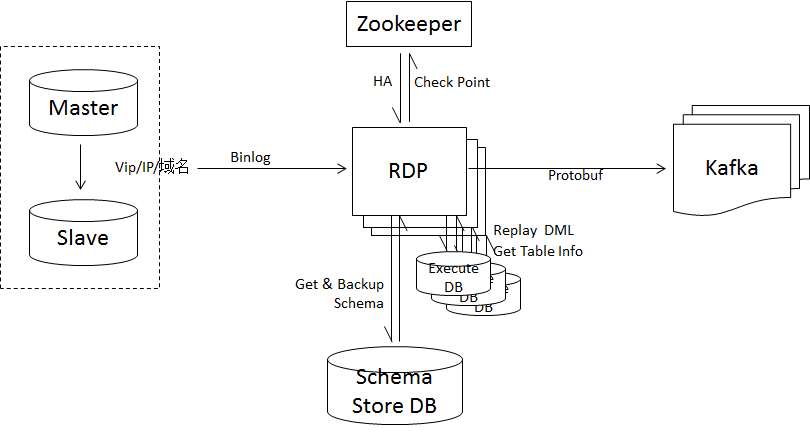 Zookeeper
HA
Check Point
Master
Vip/IP/域名
Binlog
RDP
Protobuf
Kafka
Slave
Replay DML
Get Table Info
Execute
DB
DB
DB
Get & Backup
Schema
Schema
Store DB